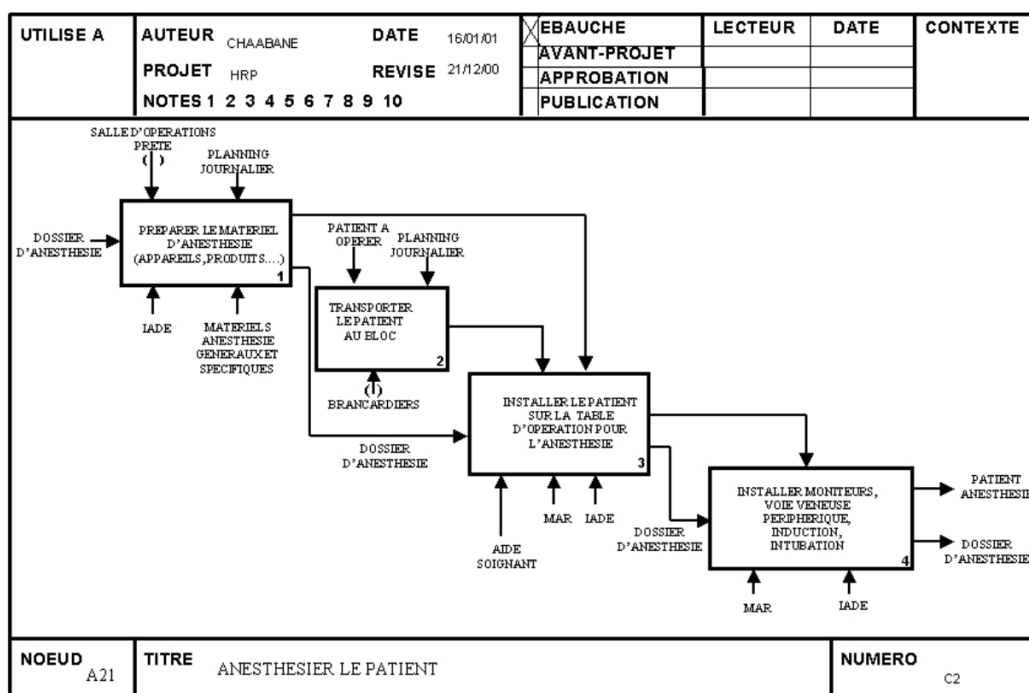 UTILISE A
AUTEUR CHAABANE DATE 16/01/01
PROJET HRP REVISE 21/12/00
NOTES 1 2 3 4 5 6 7 8 9 10
EBAUCHE
AVANT-PROJET
APPROBATION
PUBLICATION
LECTEUR DATE
CONTEXTE
SALLE D'OPERATIONS
PRETE
( )
PLANNING
JOURNALIER
DOSSIER
D'ANESTHESIE
PREPARER LE MATERIEL
D'ANESTHESIE
(APPAREILS, PRODUITS....)
1
IADE
MATERIELS
ANESTHESIE
GENERAUX ET
SPECIFIQUES
PATIENT A
OPERER
PLANNING
JOURNALIER
TRANSPORTER
LE PATIENT
AU BLOC
2
( )
BRANCARDIERS
DOSSIER
D'ANESTHESIE
INSTALLER LE PATIENT
SUR LA TABLE
D'OPERATION POUR
L'ANESTHESIE
3
AIDE
SOIGNANT
MAR
IADE
DOSSIER
D'ANESTHESIE
INSTALLER MONITEURS,
VOIE VENEUSE
PERIPHERIQUE,
INDUCTION,
INTUBATION
4
MAR
IADE
PATIENT
ANESTHESIE
DOSSIER
D'ANESTHESIE
NOEUD A21
TITRE ANESTHESIER LE PATIENT
NUMERO C2